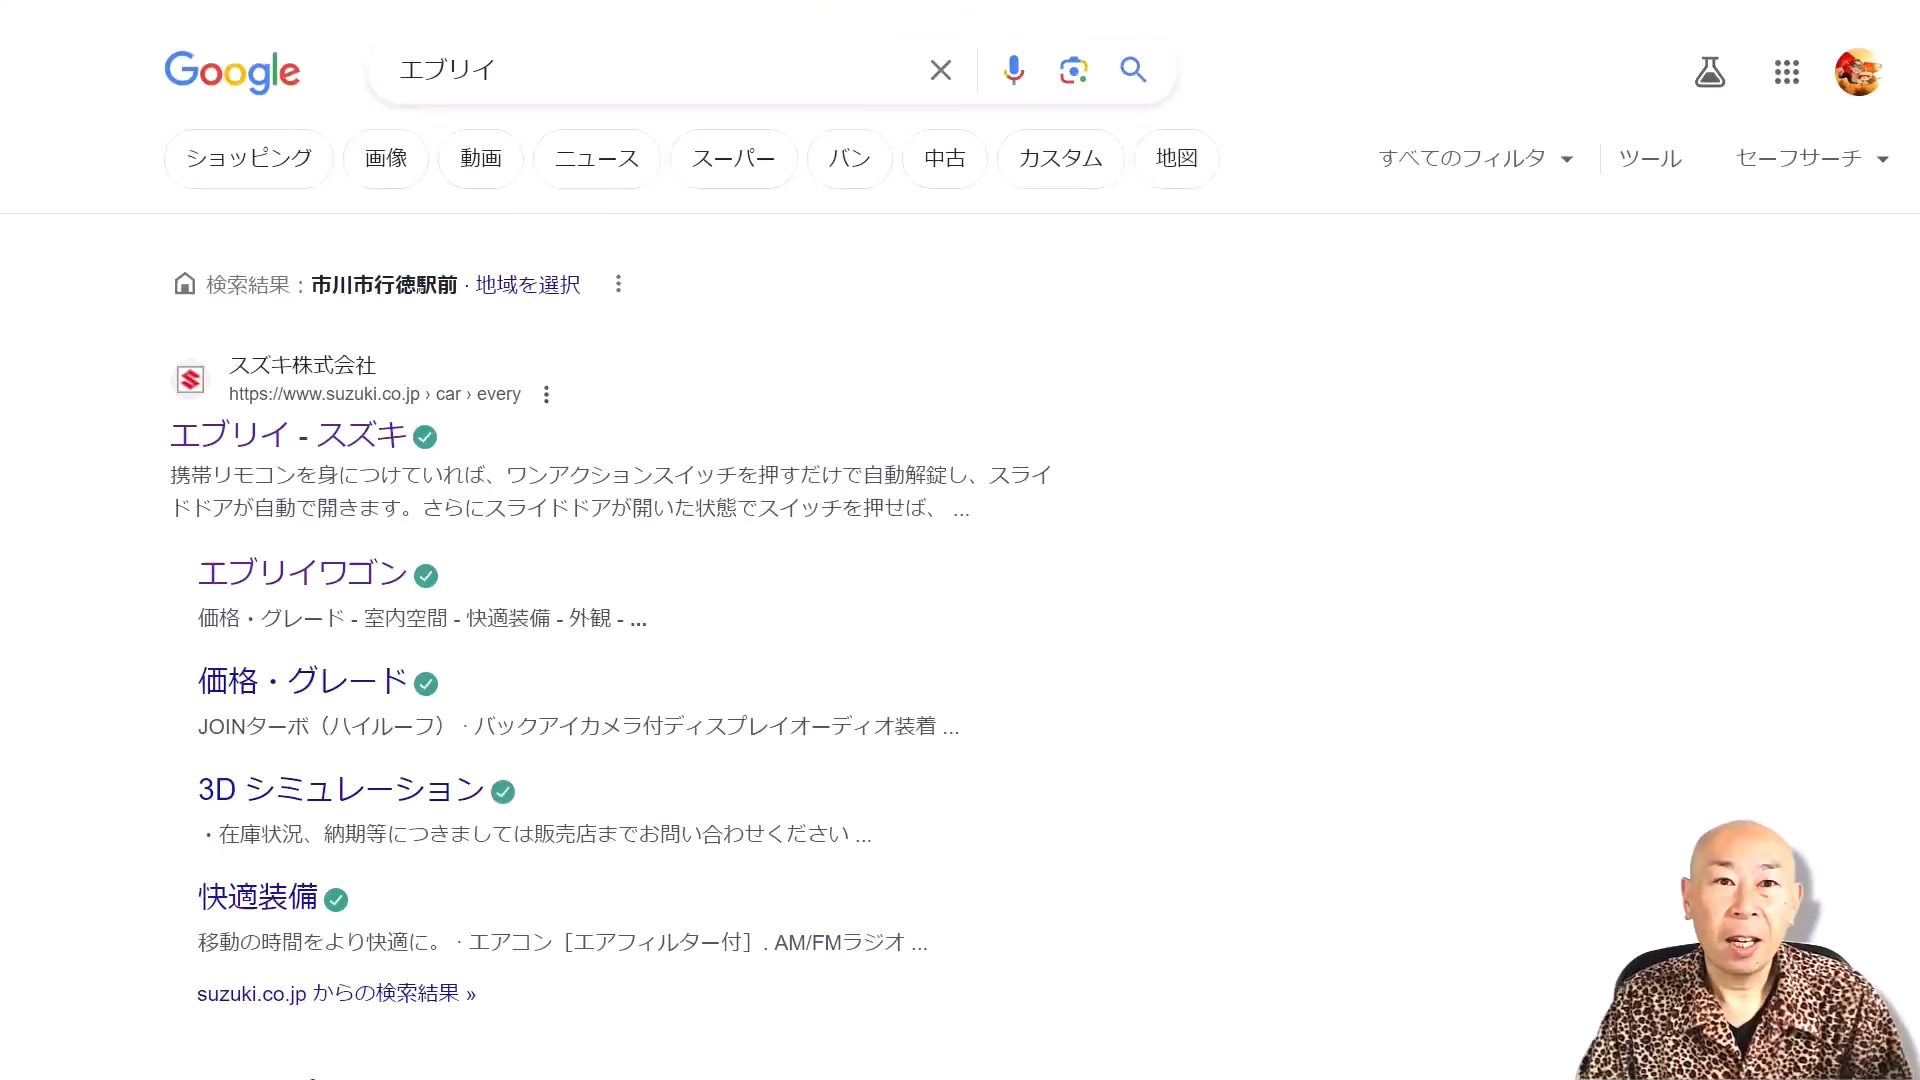 Google
エブリイ
ショッピング
画像
動画
ニュース
スーパー
バン
中古
カスタム
地図
すべてのフィルタ
ツール
セーフサーチ
検索結果：市川市行徳駅前 · 地域を選択
スズキ株式会社
https://www.suzuki.co.jp › car › every
エブリイ - スズキ
携帯リモコンを身につけていれば、ワンアクションスイッチを押すだけで自動解錠し、スライ
ドドアが自動で開きます。さらにスライドドアが開いた状態でスイッチを押せば、 ...
エブリイワゴン
価格・グレード - 室内空間 - 快適装備 - 外観 - ...
価格・グレード
JOINターボ（ハイルーフ） · バックアイカメラ付ディスプレイオーディオ装着 ...
3D シミュレーション
・在庫状況、納期等につきましては販売店までお問い合わせください ...
快適装備
移動の時間をより快適に。 · エアコン［エアフィルター付］. AM/FMラジオ ...
suzuki.co.jp からの検索結果 »